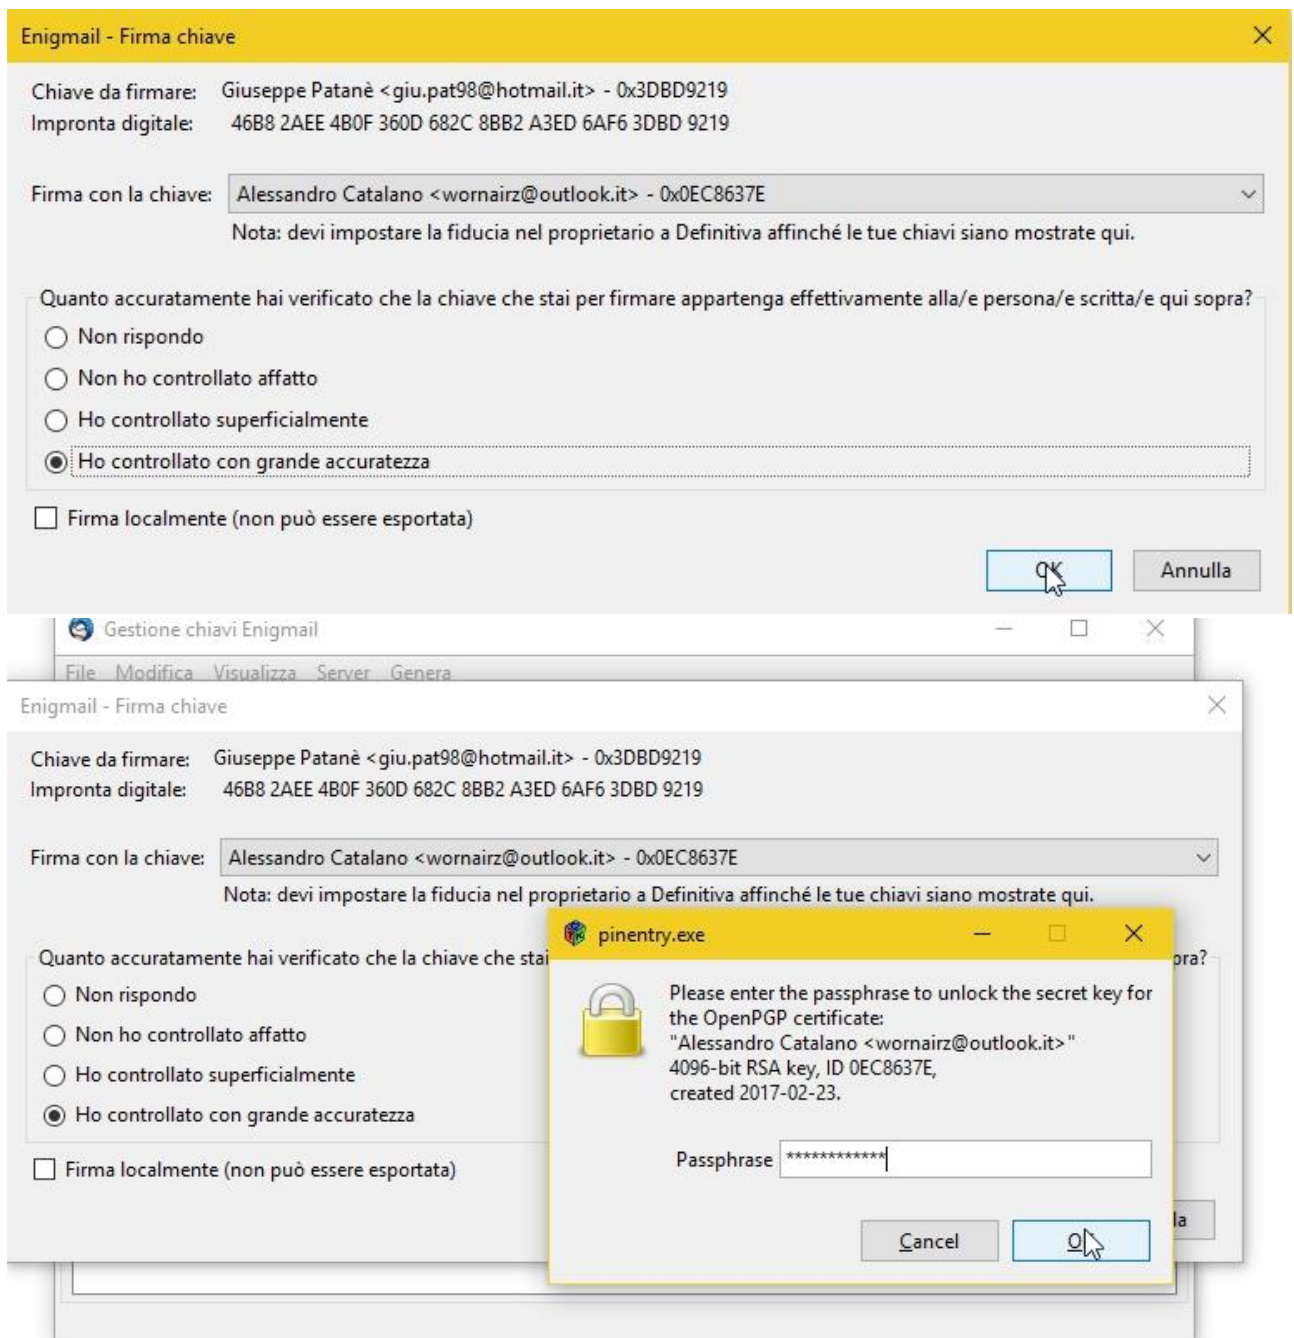 Enigmail - Firma chiave
Chiave da firmare: Giuseppe Patanè <giu.pat98@hotmail.it> - 0x3DBD9219
Impronta digitale: 46B8 2AEE 4B0F 360D 682C 8BB2 A3ED 6AF6 3DBD 9219
Firma con la chiave: Alessandro Catalano <wornairz@outlook.it> - 0x0EC8637E
Nota: devi impostare la fiducia nel proprietario a Definitiva affinché le tue chiavi siano mostrate qui.
Quanto accuratamente hai verificato che la chiave che stai per firmare appartenga effettivamente alla/e persona/e scritta/e qui sopra?
Non rispondo
Non ho controllato affatto
Ho controllato superficialmente
Ho controllato con grande accuratezza
Firma localmente (non può essere esportata)
OK Annulla
Gestione chiavi Enigmail
File Modifica Visualizza Server Genera
Enigmail - Firma chiave
Chiave da firmare: Giuseppe Patanè <giu.pat98@hotmail.it> - 0x3DBD9219
Impronta digitale: 46B8 2AEE 4B0F 360D 682C 8BB2 A3ED 6AF6 3DBD 9219
Firma con la chiave: Alessandro Catalano <wornairz@outlook.it> - 0x0EC8637E
Nota: devi impostare la fiducia nel proprietario a Definitiva affinché le tue chiavi siano mostrate qui.
Quanto accuratamente hai verificato che la chiave che stai pra?
Non rispondo
Non ho controllato affatto
Ho controllato superficialmente
Ho controllato con grande accuratezza
Firma localmente (non può essere esportata)
la
pinentry.exe
Please enter the passphrase to unlock the secret key for
the OpenPGP certificate:
"Alessandro Catalano <wornairz@outlook.it>"
4096-bit RSA key, ID 0EC8637E,
created 2017-02-23.
Passphrase ************
Cancel OK